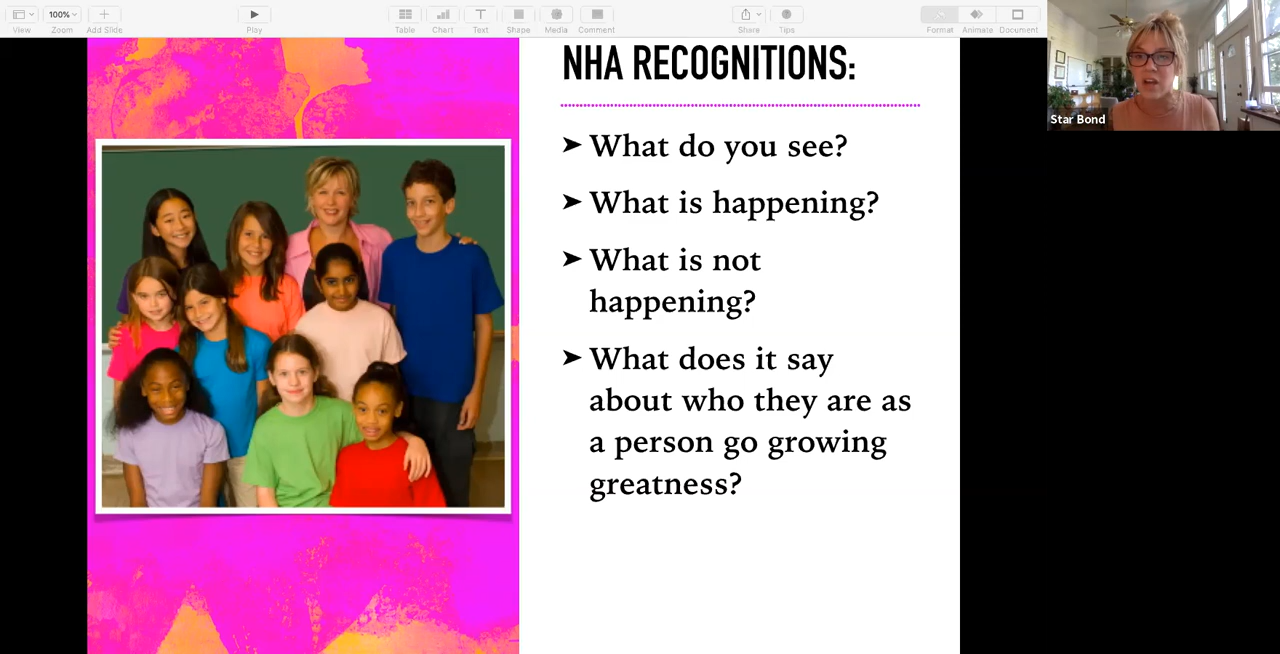 100%
View
Zoom
Add Slide
Play
Table
Chart
Text
Shape
Media
Comment
Share
Tips
Format
Animate
Document
Star Bond
NHA RECOGNITIONS:
➤ What do you see?
➤ What is happening?
➤ What is not
happening?
➤ What does it say
about who they are as
a person go growing
greatness?